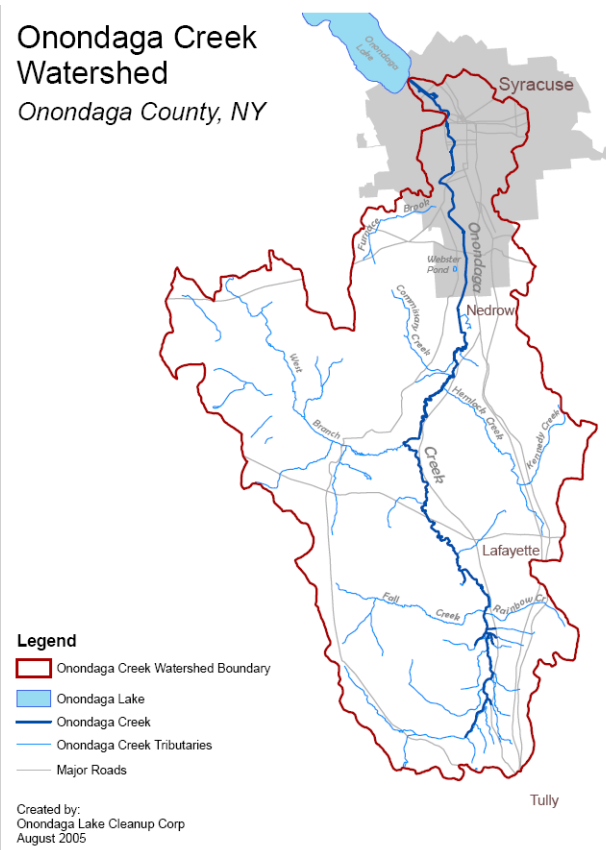 Onondaga Creek
Watershed
Onondaga County, NY
Onondaga
Lake
Syracuse
Furnace
Brook
Onondaga
Webster
Pond
Nedrow
Commissary Creek
West
Hemlock Creek
Branch
Kennedy Creek
Creek
Lafayette
Fall
Creek
Rainbow Cr.
Legend
Onondaga Creek Watershed Boundary
Onondaga Lake
Onondaga Creek
Onondaga Creek Tributaries
Major Roads
Tully
Created by:
Onondaga Lake Cleanup Corp
August 2005